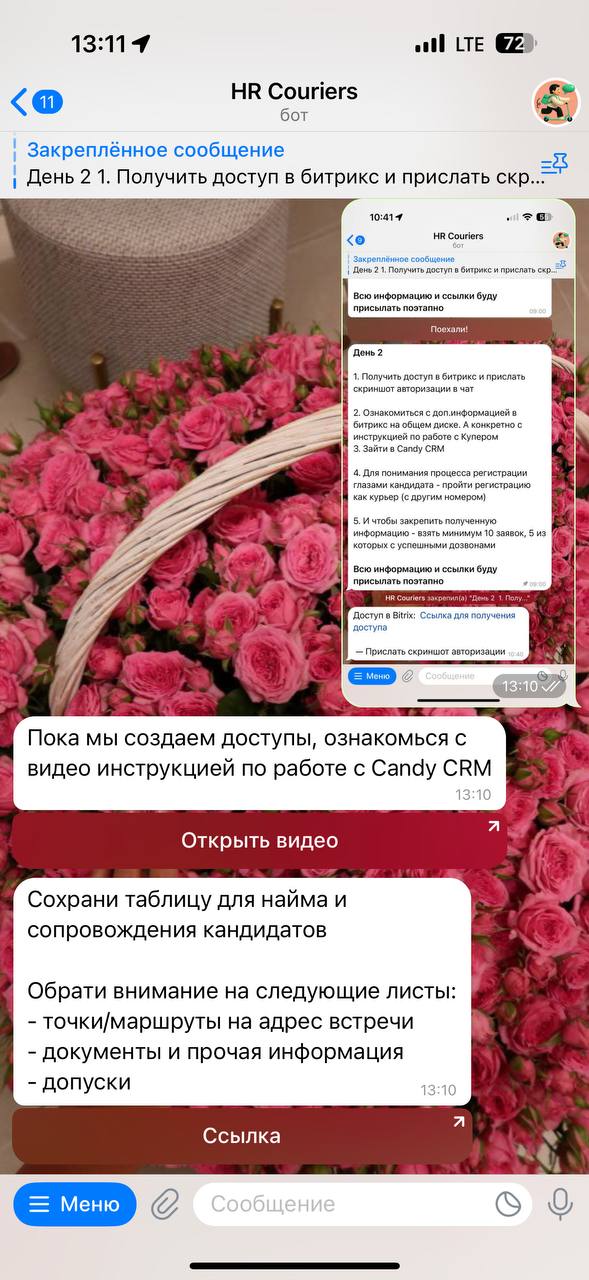 13:11
LTE
72
11
HR Couriers
бот
Закреплённое сообщение
День 2 1. Получить доступ в битрикс и прислать скр...
10:41
9
HR Couriers
бот
Закреплённое сообщение
День 2 1. Получить доступ в битрикс и прислать скр...
Всю информацию и ссылки буду
присылать поэтапно
09:00
Поехали!
День 2
1. Получить доступ в битрикс и прислать
скриншот авторизации в чат
2. Ознакомиться с доп.информацией в
битрикс на общем диске. А конкретно с
инструкцией по работе с Купером
3. Зайти в Candy CRM
4. Для понимания процесса регистрации
глазами кандидата - пройти регистрацию
как курьер (с другим номером)
5. И чтобы закрепить полученную
информацию - взять минимум 10 заявок, 5 из
которых с успешными дозвонами
Всю информацию и ссылки буду
присылать поэтапно
09:00
HR Couriers закрепил(а) "День 2 1. Полу..."
Доступ в Bitrix: Ссылка для получения
доступа
— Прислать скриншот авторизации
10:40
Меню
Сообщение
13:10
Пока мы создаем доступы, ознакомься с
видео инструкцией по работе с Candy CRM
13:10
Открыть видео
Сохрани таблицу для найма и
сопровождения кандидатов
Обрати внимание на следующие листы:
- точки/маршруты на адрес встречи
- документы и прочая информация
- допуски
13:10
Ссылка
Меню
Сообщение